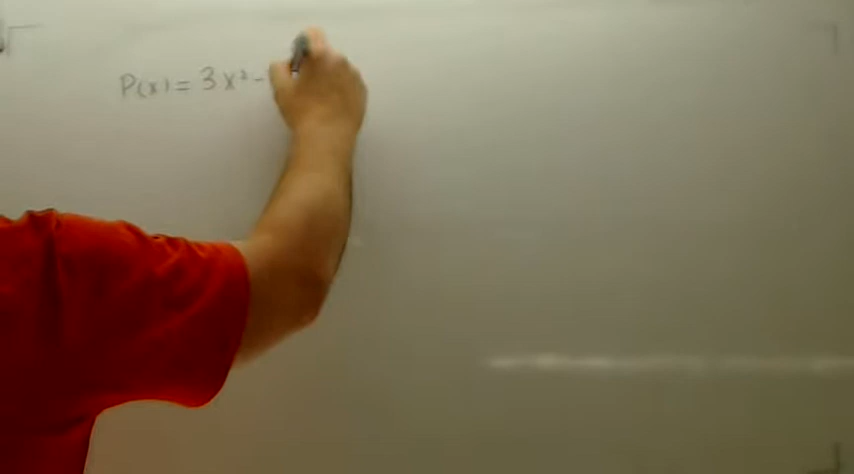 P(x) = 3x² -